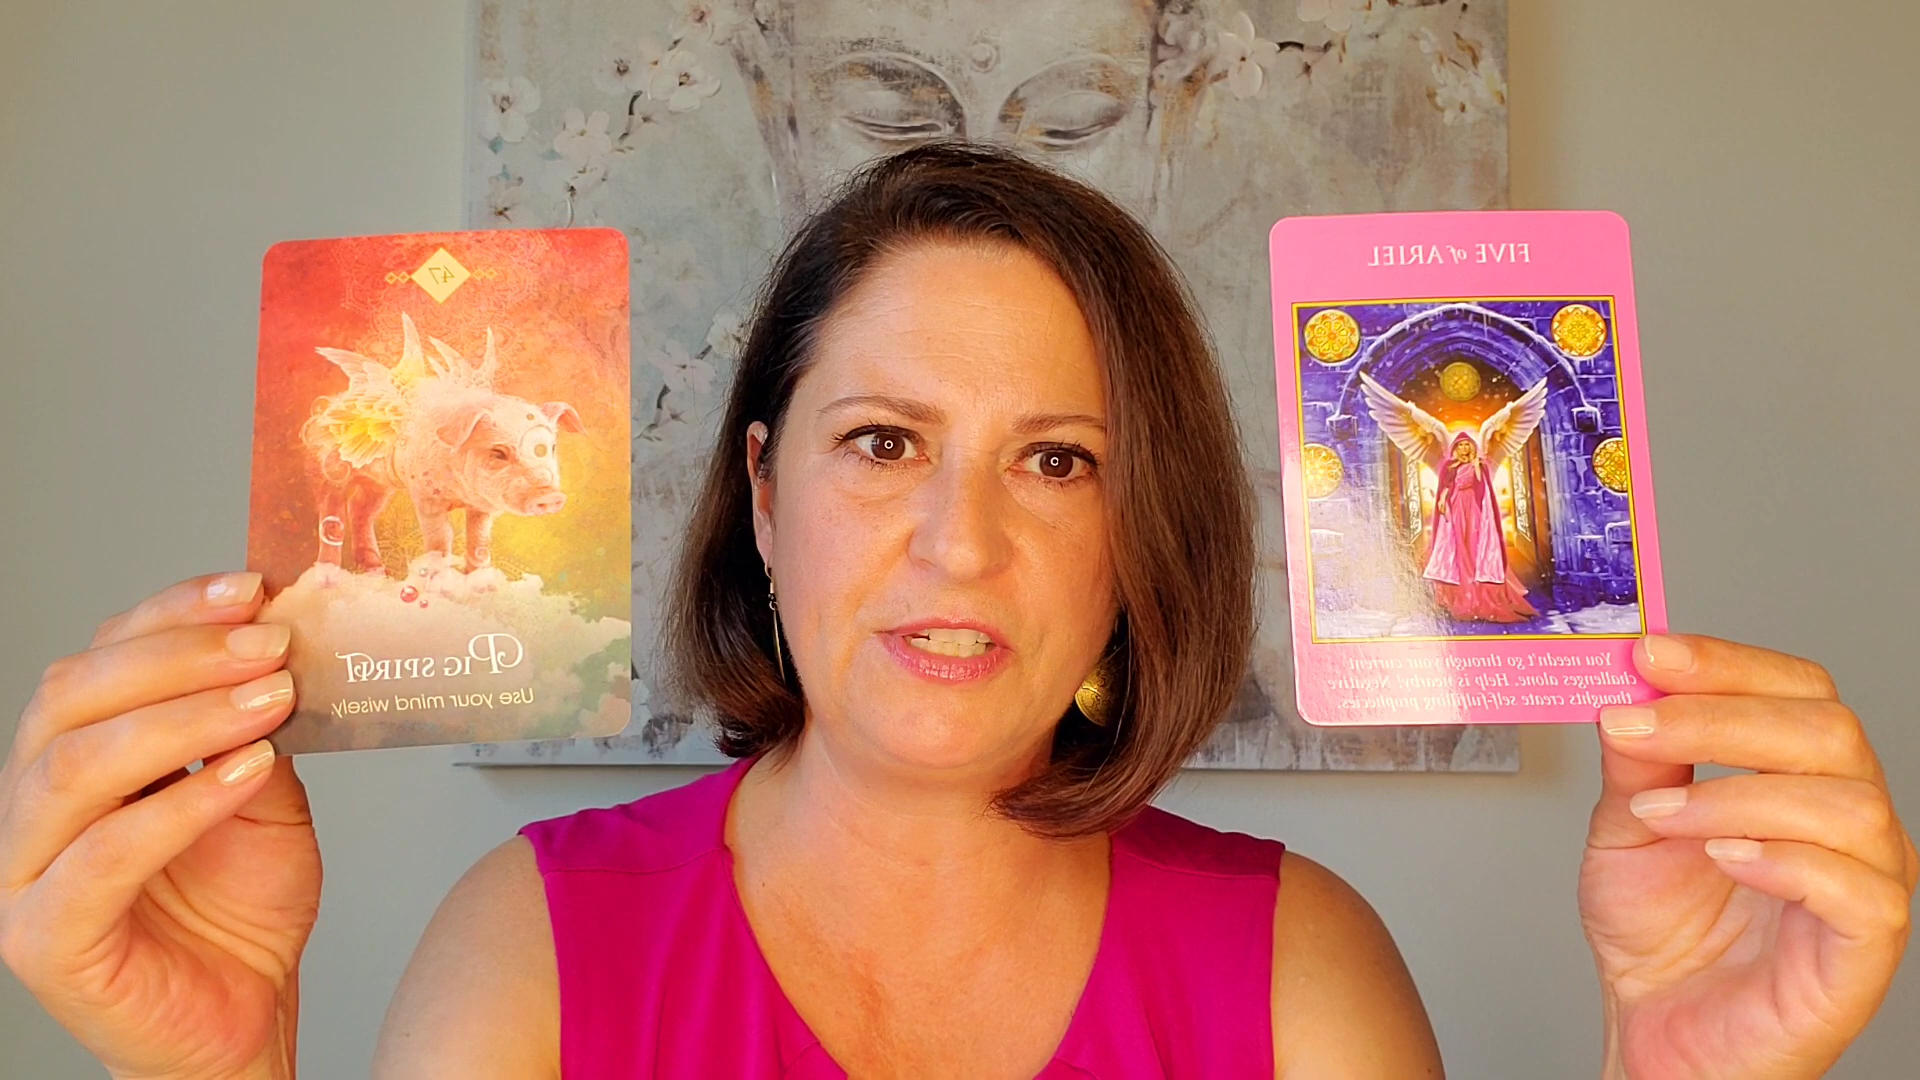 47
Pig spirit
Use your mind wisely.
FIVE of ARIEL
You needn't go through your current
challenges alone. Help is nearby! Negative
thoughts create self-fulfilling prophecies.